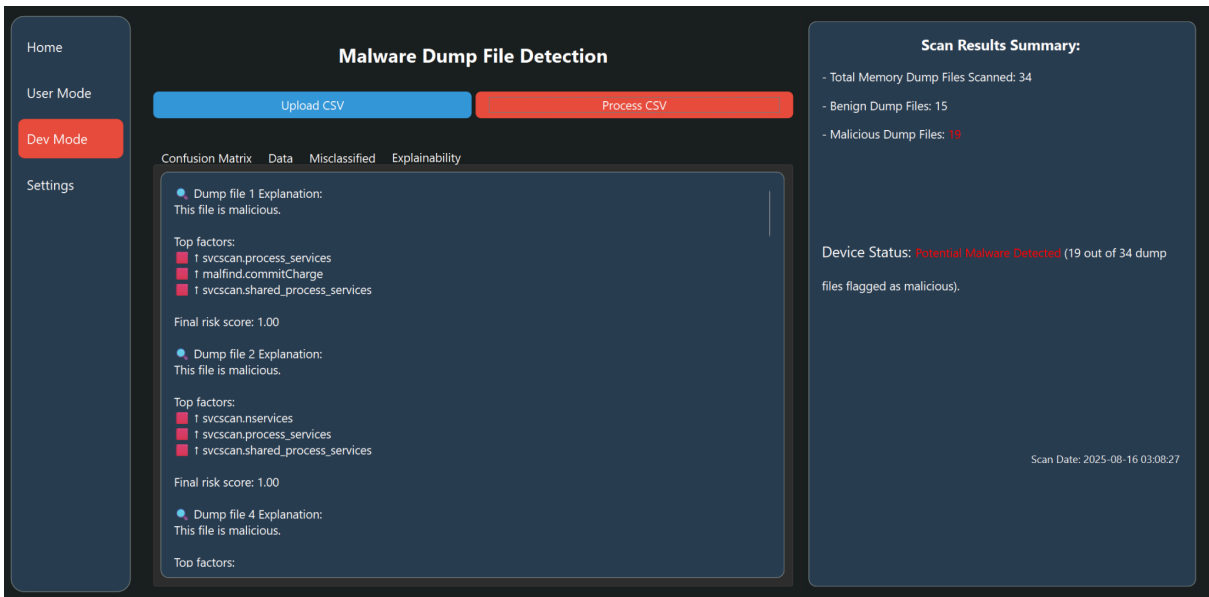 Home
User Mode
Dev Mode
Settings
Malware Dump File Detection
Upload CSV
Process CSV
Confusion Matrix Data Misclassified Explainability
🔍 Dump file 1 Explanation:
This file is malicious.
Top factors:
🟥 ↑ svcscan.process_services
🟥 ↑ malfind.commitCharge
🟥 ↑ svcscan.shared_process_services
Final risk score: 1.00
🔍 Dump file 2 Explanation:
This file is malicious.
Top factors:
🟥 ↑ svcscan.nservices
🟥 ↑ svcscan.process_services
🟥 ↑ svcscan.shared_process_services
Final risk score: 1.00
🔍 Dump file 4 Explanation:
This file is malicious.
Top factors:
Scan Results Summary:
- Total Memory Dump Files Scanned: 34
- Benign Dump Files: 15
- Malicious Dump Files: 19
Device Status: Potential Malware Detected (19 out of 34 dump
files flagged as malicious).
Scan Date: 2025-08-16 03:08:27